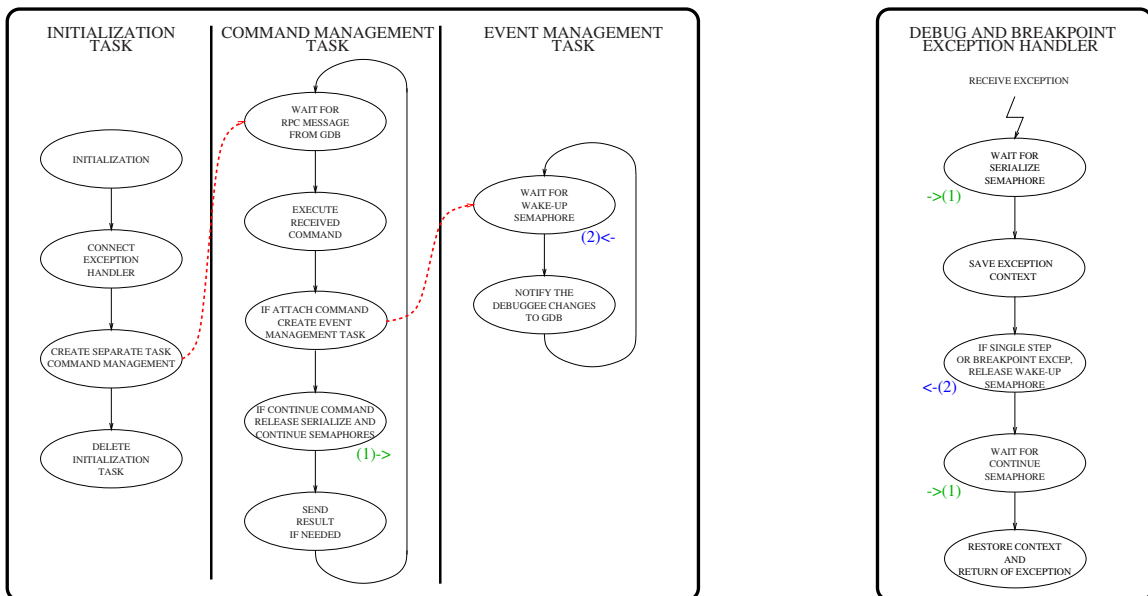 INITIALIZATION
TASK
INITIALIZATION
CONNECT
EXCEPTION
HANDLER
CREATE SEPARATE TASK
COMMAND MANAGEMENT
DELETE
INITIALIZATION
TASK
COMMAND MANAGEMENT
TASK
WAIT FOR
RPC MESSAGE
FROM GDB
EXECUTE
RECEIVED
COMMAND
IF ATTACH COMMAND
CREATE EVENT
MANAGEMENT TASK
IF CONTINUE COMMAND
RELEASE SERIALIZE AND
CONTINUE SEMAPHORES
(1)->
SEND
RESULT
IF NEEDED
EVENT MANAGEMENT
TASK
WAIT FOR
WAKE-UP
SEMAPHORE
(2)<-
NOTIFY THE
DEBUGGEE CHANGES
TO GDB
DEBUG AND BREAKPOINT
EXCEPTION HANDLER
RECEIVE EXCEPTION
WAIT FOR
SERIALIZE
SEMAPHORE
->(1)
SAVE EXCEPTION
CONTEXT
IF SINGLE STEP
OR BREAKPOINT EXCEP,
RELEASE WAKE-UP
SEMAPHORE
<-(2)
WAIT FOR
CONTINUE
SEMAPHORE
->(1)
RESTORE CONTEXT
AND
RETURN OF EXCEPTION